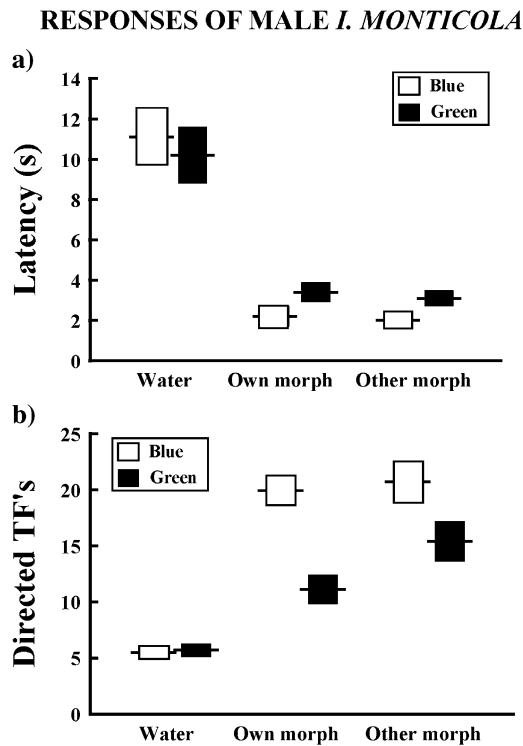 RESPONSES OF MALE I. MONTICOLA
a)
Latency (s)
14
12
10
8
6
4
2
0
Blue
Green
Water Own morph Other morph
b)
Directed TF's
25
20
15
10
5
0
Blue
Green
Water Own morph Other morph